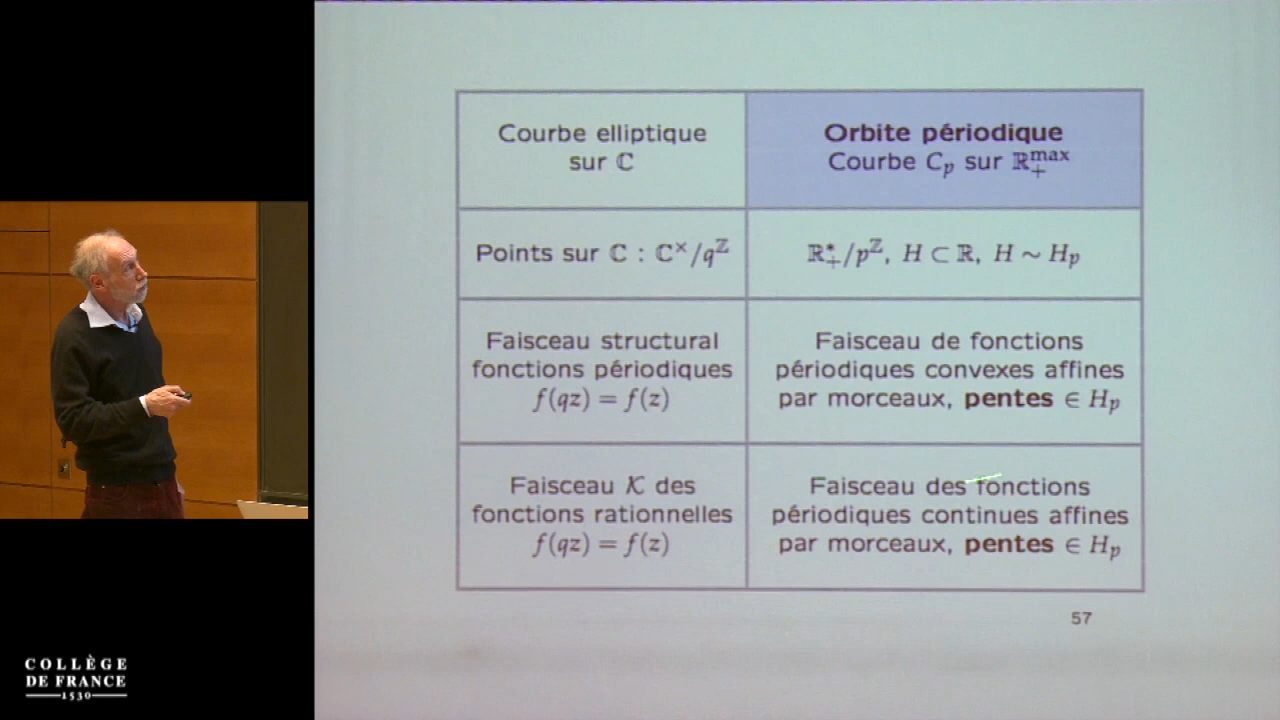 Courbe elliptique
sur ℂ
Orbite périodique
Courbe C_p sur ℝ₊^max
Points sur ℂ : ℂ^×/q^ℤ
ℝ₊^*/p^ℤ, H ⊂ ℝ, H ∼ H_p
Faisceau structural
fonctions périodiques
f(qz) = f(z)
Faisceau de fonctions
périodiques convexes affines
par morceaux, pentes ∈ H_p
Faisceau 𝒦 des
fonctions rationnelles
f(qz) = f(z)
Faisceau des fonctions
périodiques continues affines
par morceaux, pentes ∈ H_p
57
COLLÈGE
DE FRANCE
1530